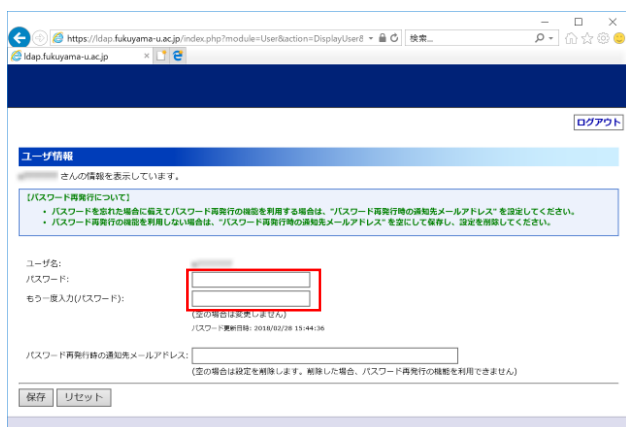 https://ldap.fukuyama-u.ac.jp/index.php?module=User&action=DisplayUser& 検索...
ldap.fukuyama-u.ac.jp
ログアウト
ユーザ情報
さんの情報を表示しています。
【パスワード再発行について】
• パスワードを忘れた場合に備えてパスワード再発行の機能を利用する場合は、"パスワード再発行時の通知先メールアドレス" を設定してください。
• パスワード再発行の機能を利用しない場合は、"パスワード再発行時の通知先メールアドレス" を空にして保存し、設定を削除してください。
ユーザ名:
パスワード:
もう一度入力(パスワード):
(空の場合は変更しません)
パスワード更新日時: 2018/02/28 15:44:36
パスワード再発行時の通知先メールアドレス:
(空の場合は設定を削除します。削除した場合、パスワード再発行の機能を利用できません)
保存 リセット